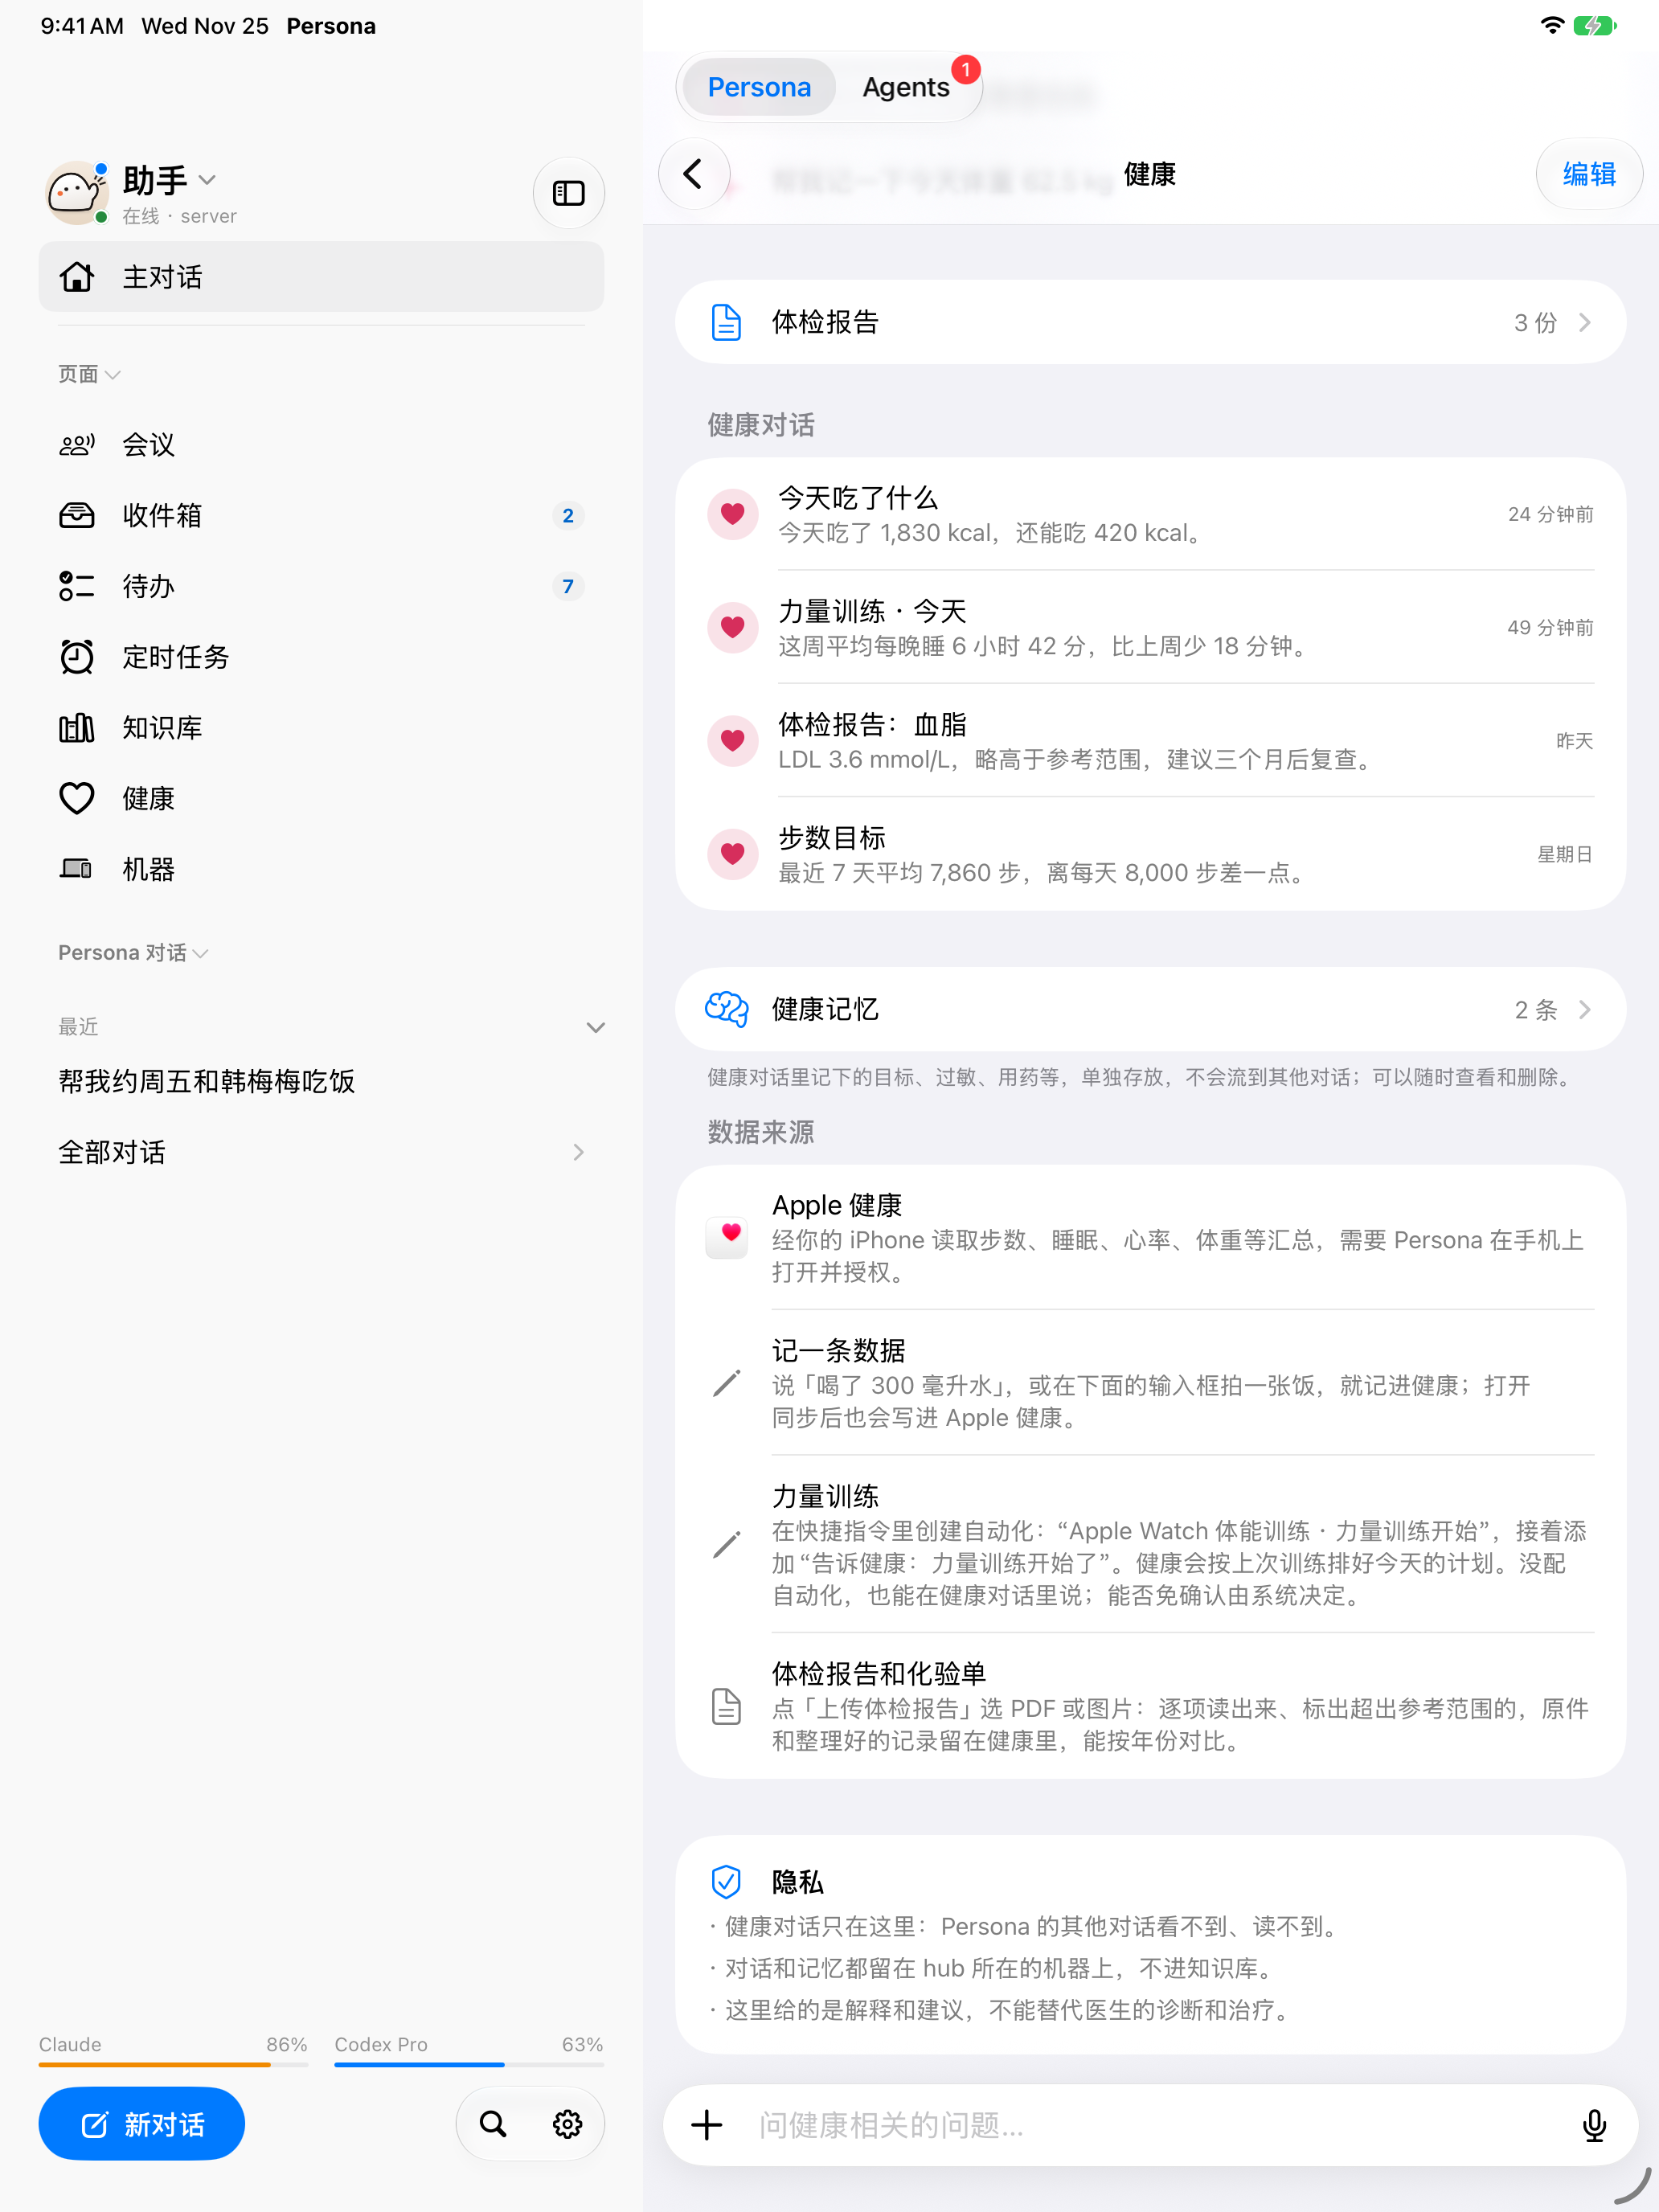 9:41 AM Wed Nov 25 Persona
助手
在线 · server
主对话
页面
会议
收件箱 2
待办 7
定时任务
知识库
健康
机器
Persona 对话
最近
帮我约周五和韩梅梅吃饭
全部对话
Claude 86% Codex Pro 63%
新对话
Persona Agents 1
帮我记一下今天体重 62.5 kg
健康
编辑
体检报告 3 份
健康对话
今天吃了什么
今天吃了 1,830 kcal，还能吃 420 kcal。
24 分钟前
力量训练 · 今天
这周平均每晚睡 6 小时 42 分，比上周少 18 分钟。
49 分钟前
体检报告：血脂
LDL 3.6 mmol/L，略高于参考范围，建议三个月后复查。
昨天
步数目标
最近 7 天平均 7,860 步，离每天 8,000 步差一点。
星期日
健康记忆 2 条
健康对话里记下的目标、过敏、用药等，单独存放，不会流到其他对话；可以随时查看和删除。
数据来源
Apple 健康
经你的 iPhone 读取步数、睡眠、心率、体重等汇总，需要 Persona 在手机上
打开并授权。
记一条数据
说「喝了 300 毫升水」，或在下面的输入框拍一张饭，就记进健康；打开
同步后也会写进 Apple 健康。
力量训练
在快捷指令里创建自动化：“Apple Watch 体能训练 · 力量训练开始”，接着添
加“告诉健康：力量训练开始了”。健康会按上次训练排好今天的计划。没配
自动化，也能在健康对话里说；能否免确认由系统决定。
体检报告和化验单
点「上传体检报告」选 PDF 或图片：逐项读出来、标出超出参考范围的，原件
和整理好的记录留在健康里，能按年份对比。
隐私
· 健康对话只在这里：Persona 的其他对话看不到、读不到。
· 对话和记忆都留在 hub 所在的机器上，不进知识库。
· 这里给的是解释和建议，不能替代医生的诊断和治疗。
问健康相关的问题...